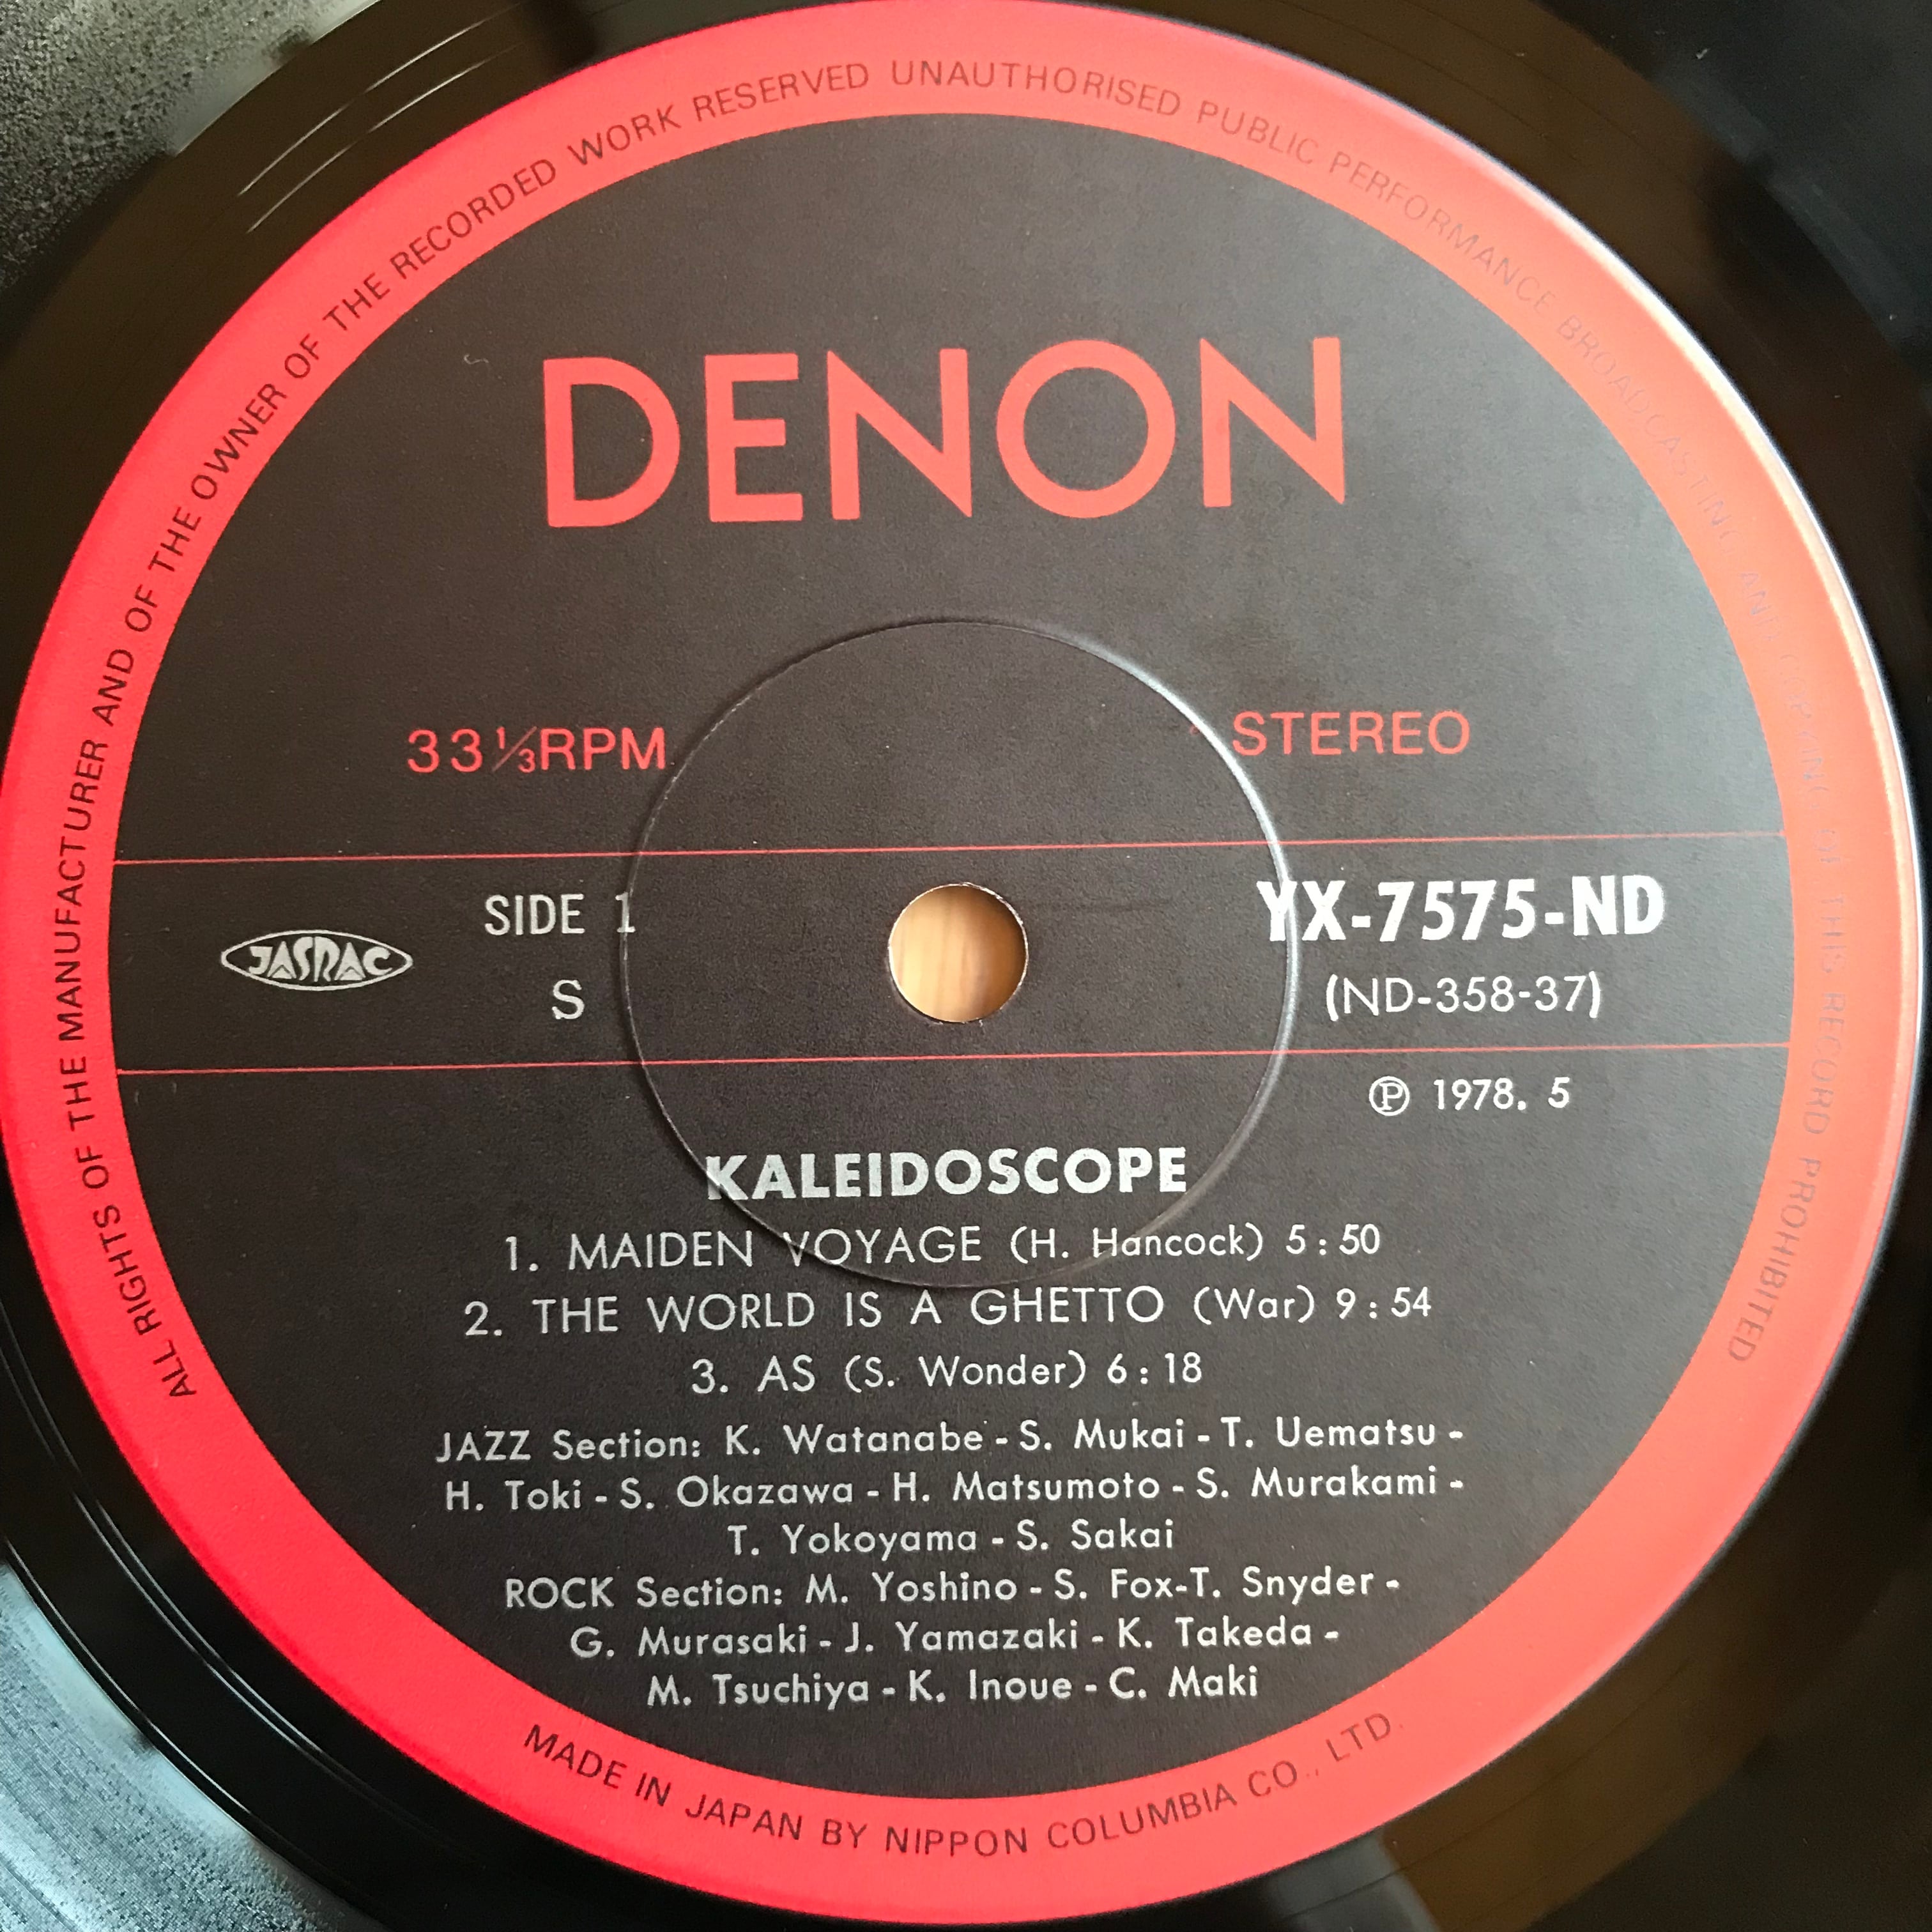 ALL RIGHTS OF THE MANUFACTURER AND OF THE OWNER OF THE RECORDED WORK RESERVED UNAUTHORISED PUBLIC PERFORMANCE BROADCASTING AND COPYING OF THIS RECORD PROHIBITED
DENON
33⅓RPM STEREO
JASRAC
SIDE 1 YX-7575-ND
S (ND-358-37)
Ⓟ 1978. 5
KALEIDOSCOPE
1. MAIDEN VOYAGE (H. Hancock) 5:50
2. THE WORLD IS A GHETTO (War) 9:54
3. AS (S. Wonder) 6:18
JAZZ Section: K. Watanabe - S. Mukai - T. Uematsu -
H. Toki - S. Okazawa - H. Matsumoto - S. Murakami -
T. Yokoyama - S. Sakai
ROCK Section: M. Yoshino - S. Fox-T. Snyder -
G. Murasaki - J. Yamazaki - K. Takeda -
M. Tsuchiya - K. Inoue - C. Maki
MADE IN JAPAN BY NIPPON COLUMBIA CO., LTD.